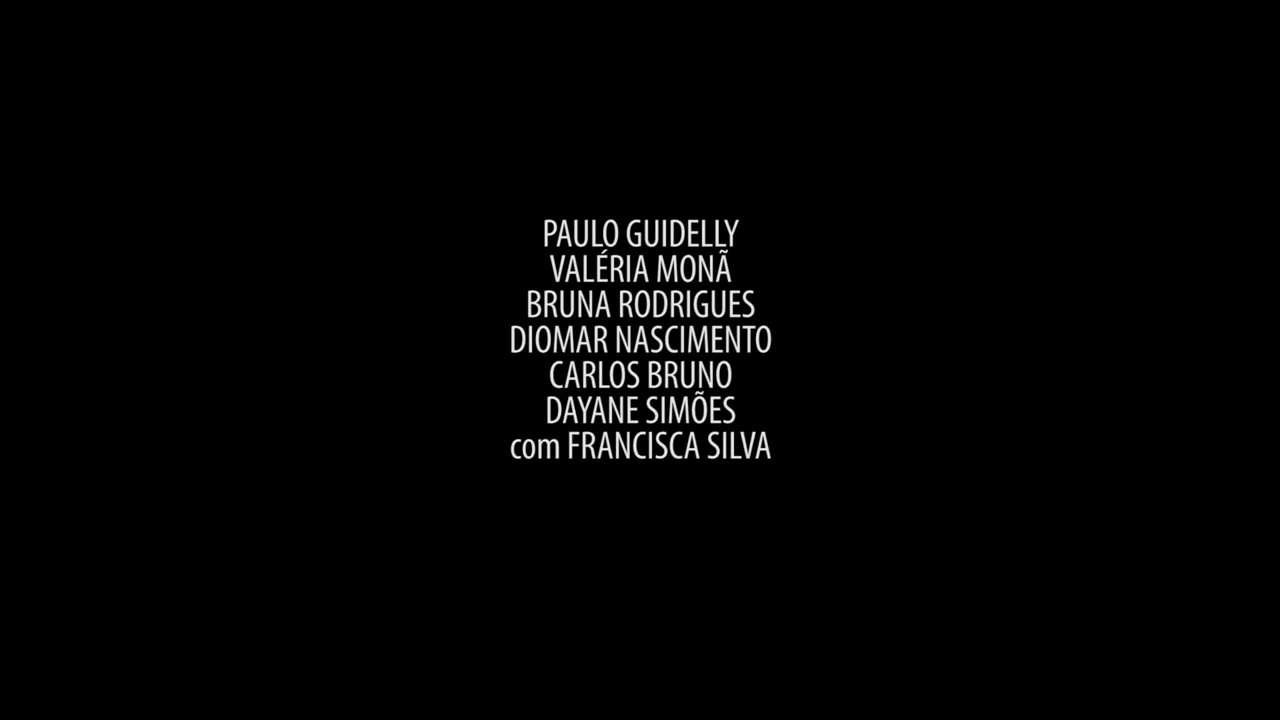 PAULO GUIDELLY
VALÉRIA MONÃ
BRUNA RODRIGUES
DIOMAR NASCIMENTO
CARLOS BRUNO
DAYANE SIMÕES
com FRANCISCA SILVA